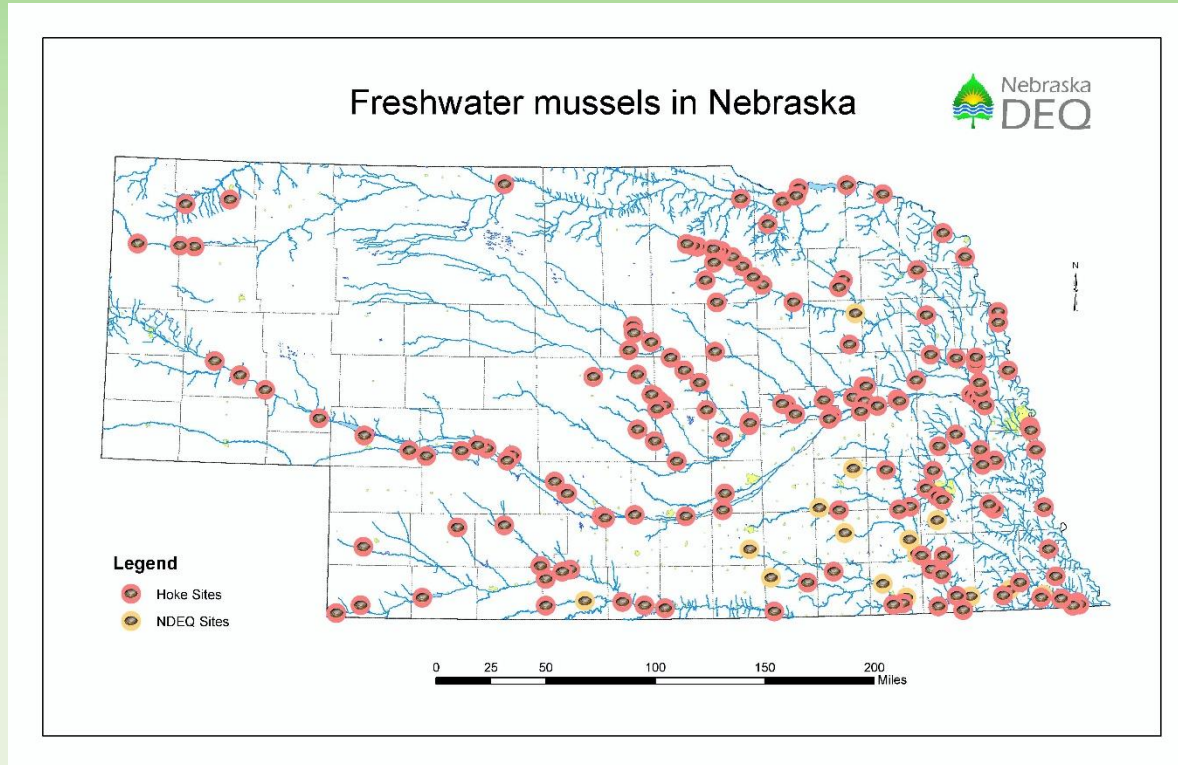 Freshwater mussels in Nebraska
Nebraska
DEQ
N
Legend
Hoke Sites
NDEQ Sites
0 25 50 100 150 200
Miles